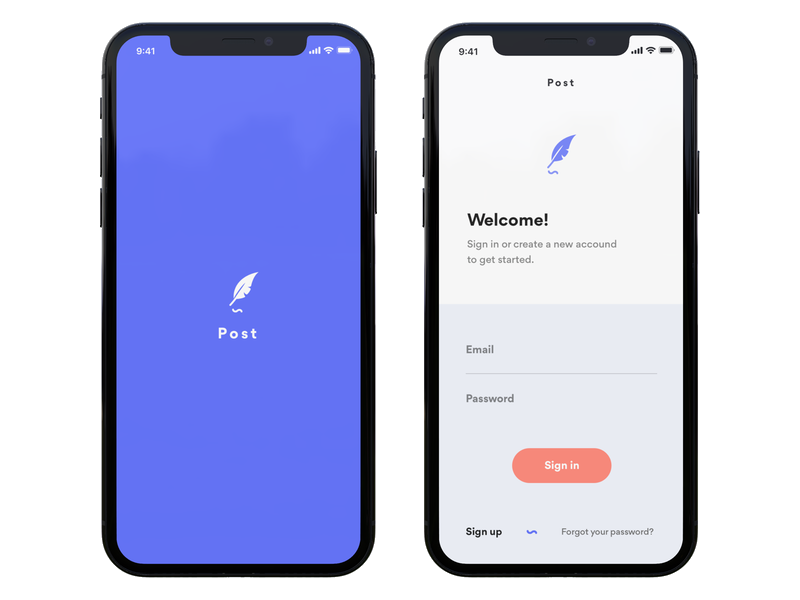 9:41
Post
9:41
Post
Welcome!
Sign in or create a new accound
to get started.
Email
Password
Sign in
Sign up
Forgot your password?